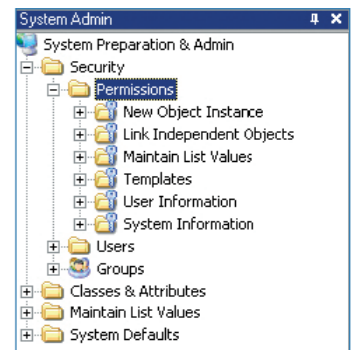 System Admin
System Preparation & Admin
Security
Permissions
New Object Instance
Link Independent Objects
Maintain List Values
Templates
User Information
System Information
Users
Groups
Classes & Attributes
Maintain List Values
System Defaults